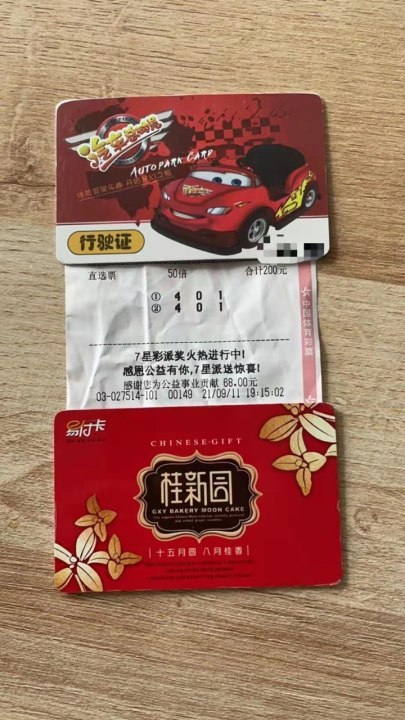 汽车总动员
AUTOPARK CARD
行驶证
直选票 50倍 合计200元
① 4 0 1
② 4 0 1
7星彩派奖火热进行中!
感恩公益有你,7星派送惊喜!
感谢您为公益事业贡献 68.00元
03-027514-101 00149 21/09/11 19:15:02
中国体育彩票
易付卡
CHINESE·GIFT
桂新园
GXY BAKERY MOON CAKE
十五月圆 八月桂香